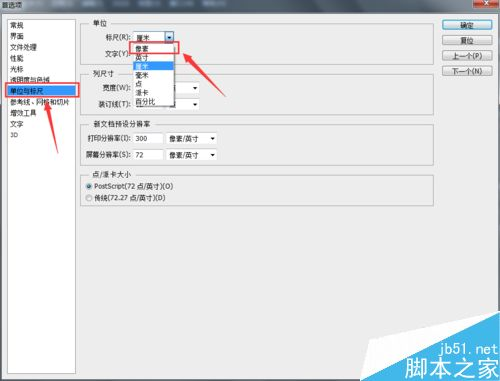 首选项
常规
界面
文件处理
性能
光标
透明度与色域
单位与标尺
参考线、网格和切片
增效工具
文字
3D
单位
标尺(R): 厘米
像素
英寸
厘米
毫米
点
派卡
百分比
文字(Y):
列尺寸
宽度(W):
装订线(T):
新文档预设分辨率
打印分辨率(I): 300 像素/英寸
屏幕分辨率(S): 72 像素/英寸
点/派卡大小
PostScript(72 点/英寸)(O)
传统(72.27 点/英寸)(D)
确定
复位
上一个(P)
下一个(N)
jb51.net
脚本之家